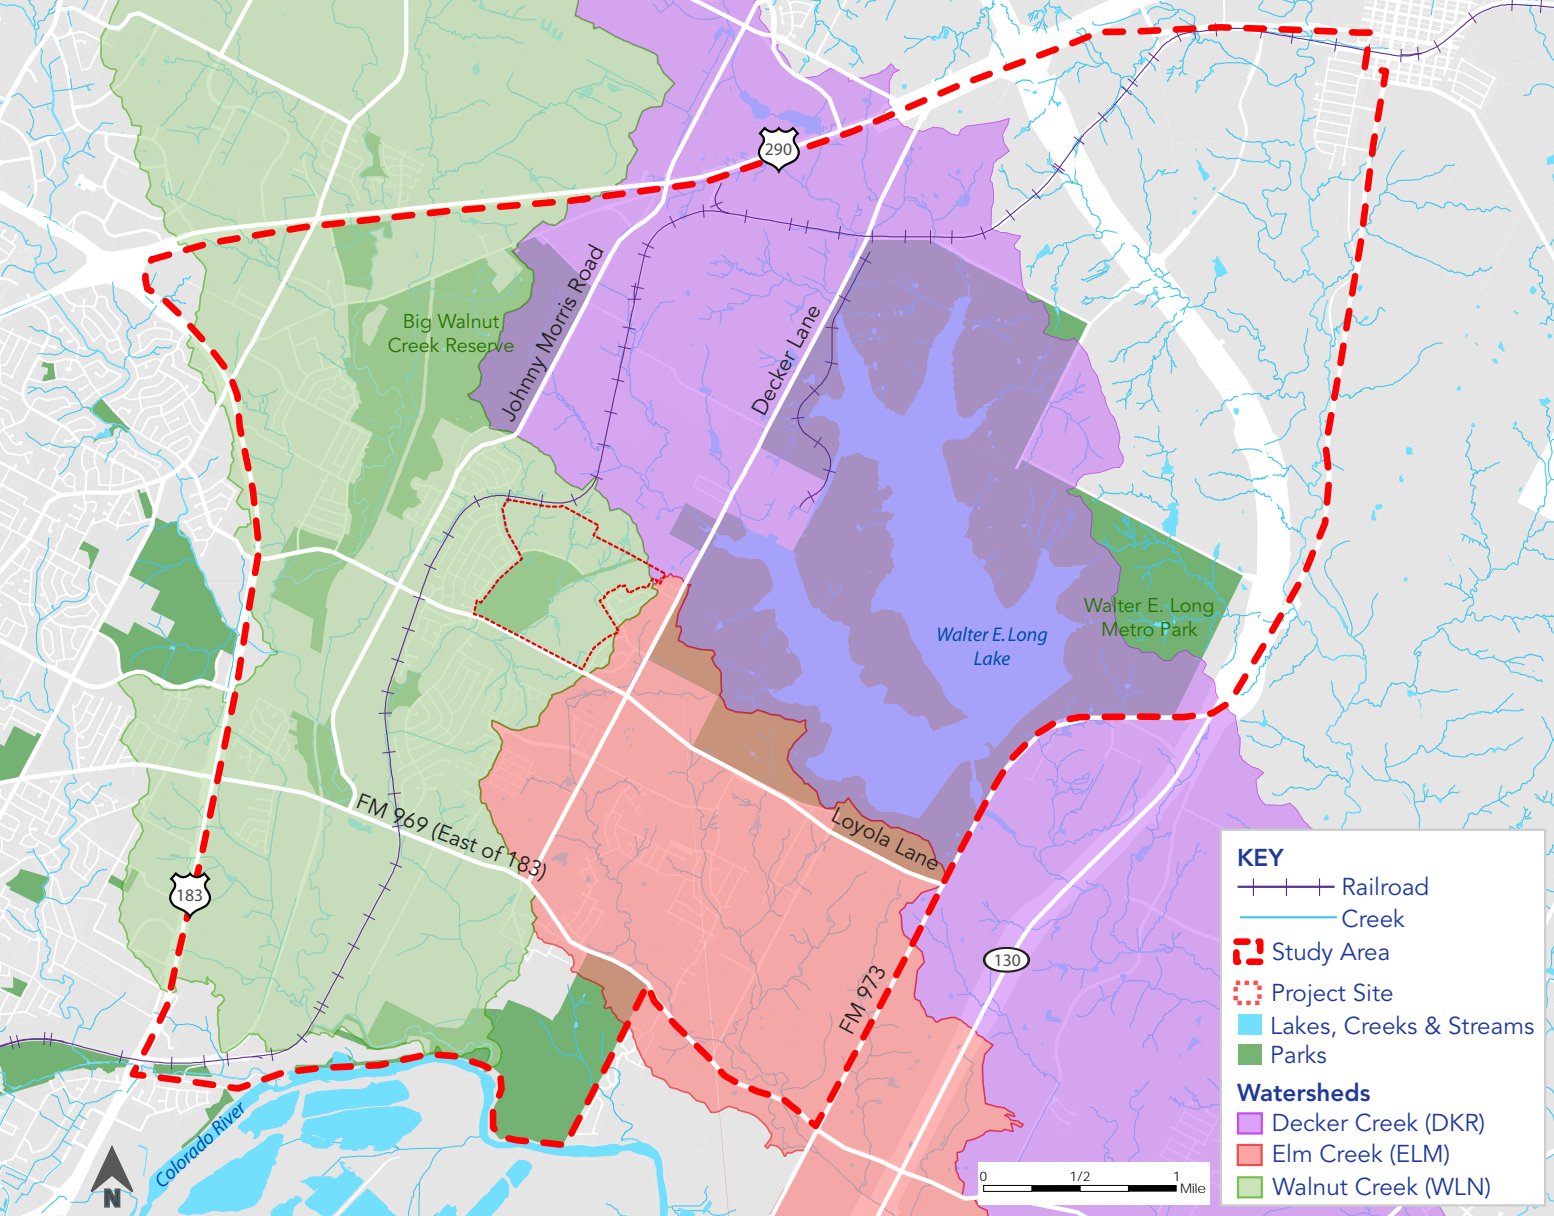 290
Big Walnut
Creek Reserve
Johnny Morris Road
Decker Lane
Walter E. Long
Metro Park
Walter E. Long
Lake
FM 969 (East of 183)
Loyola Lane
183
130
FM 973
Colorado River
N
KEY
Railroad
Creek
Study Area
Project Site
Lakes, Creeks & Streams
Parks
Watersheds
Decker Creek (DKR)
Elm Creek (ELM)
Walnut Creek (WLN)
0 1/2 1
Mile